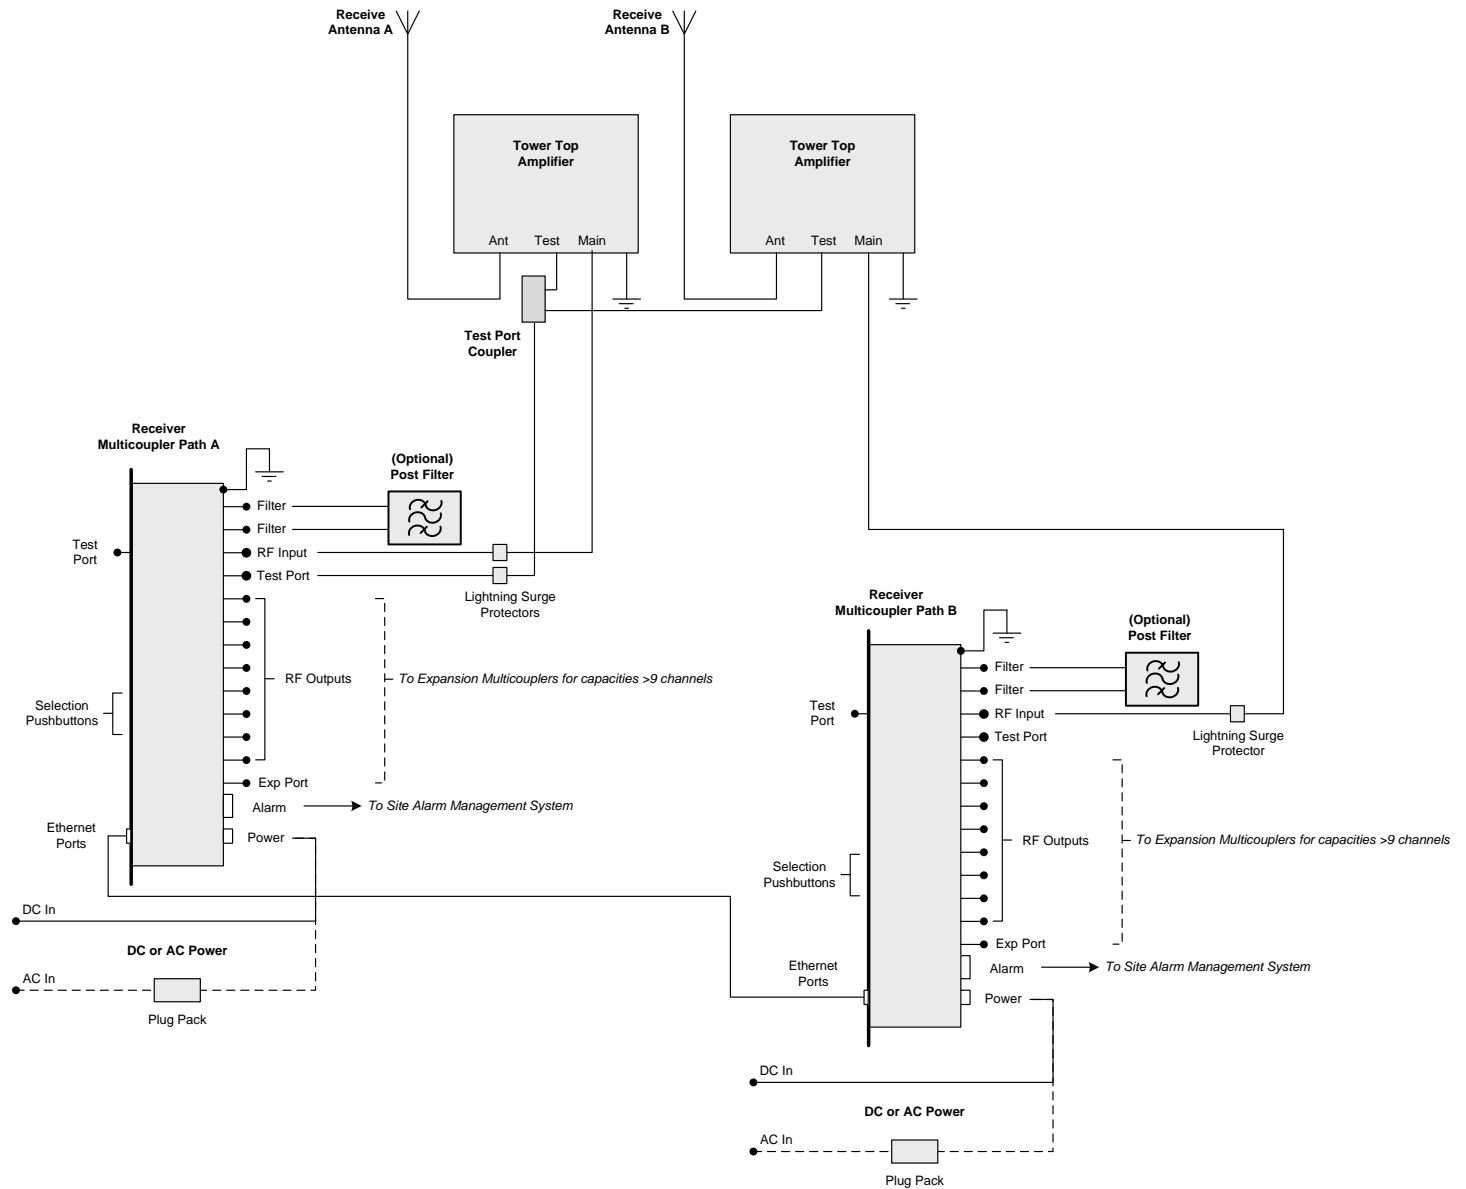 Receive
Antenna A
Receive
Antenna B
Tower Top
Amplifier
Ant Test Main
Tower Top
Amplifier
Ant Test Main
Test Port
Coupler
Receiver
Multicoupler Path A
(Optional)
Post Filter
Filter
Filter
RF Input
Test Port
Test
Port
Lightning Surge
Protectors
RF Outputs
To Expansion Multicouplers for capacities >9 channels
Selection
Pushbuttons
Exp Port
Alarm
To Site Alarm Management System
Ethernet
Ports
Power
DC In
DC or AC Power
AC In
Plug Pack
Receiver
Multicoupler Path B
(Optional)
Post Filter
Filter
Filter
RF Input
Test Port
Test
Port
Lightning Surge
Protector
RF Outputs
To Expansion Multicouplers for capacities >9 channels
Selection
Pushbuttons
Exp Port
Alarm
To Site Alarm Management System
Ethernet
Ports
Power
DC In
DC or AC Power
AC In
Plug Pack